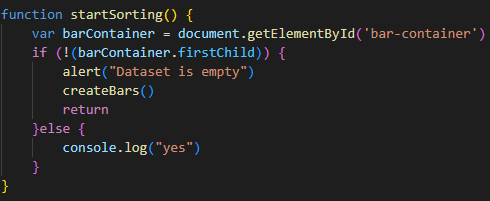 function startSorting() {
    var barContainer = document.getElementById('bar-container')
    if (!(barContainer.firstChild)) {
        alert("Dataset is empty")
        createBars()
        return
    }else {
        console.log("yes")
    }
}